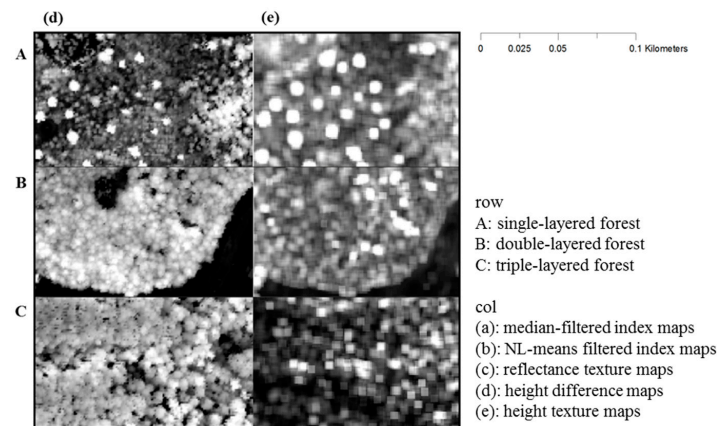 (d) (e)
A
B
C
0 0.025 0.05 0.1 Kilometers
row
A: single-layered forest
B: double-layered forest
C: triple-layered forest
col
(a): median-filtered index maps
(b): NL-means filtered index maps
(c): reflectance texture maps
(d): height difference maps
(e): height texture maps